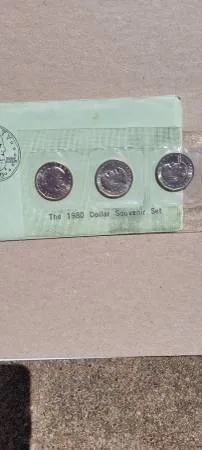 The 1980 Dollar Souvenir Set